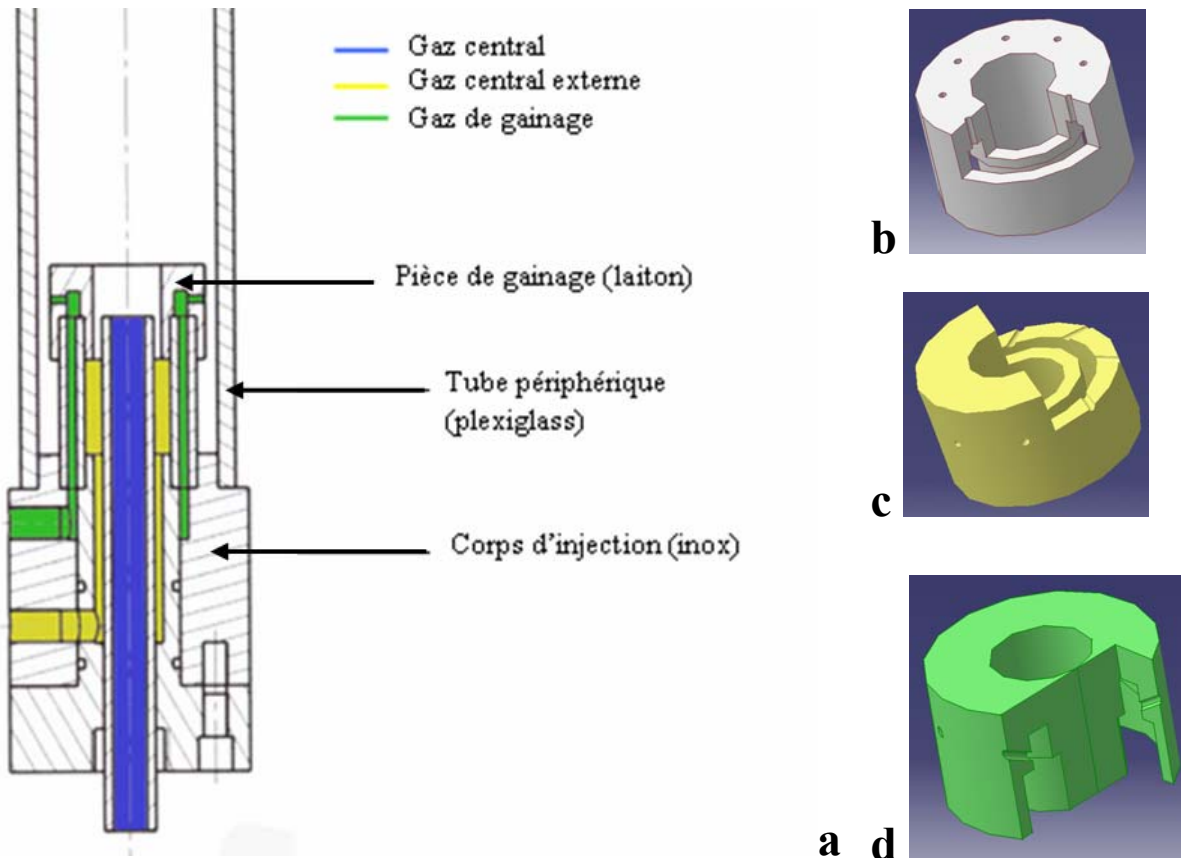 Gaz central
Gaz central externe
Gaz de gainage
Pièce de gainage (laiton)
Tube périphérique
(plexiglass)
Corps d'injection (inox)
a
b
c
d